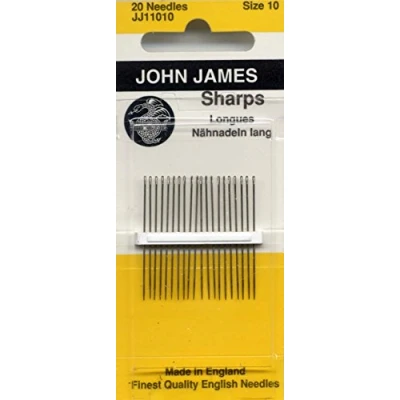 20 Needles Size 10
JJ11010
JOHN JAMES
Sharps
Longues
Nähnadeln lang
Made in England
Finest Quality English Needles